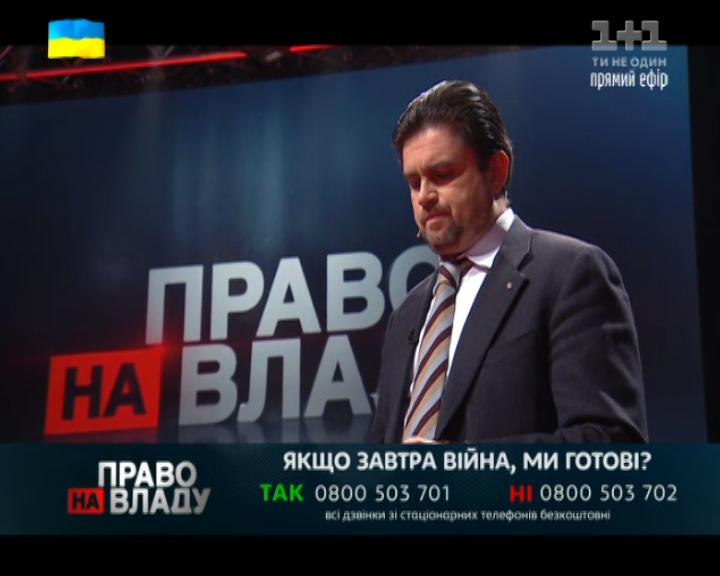 1+1
ТИ НЕ ОДИН
ПРЯМИЙ ЕФІР
ПРАВО
НА ВЛАД
ПРАВО
НА ВЛАДУ
ЯКЩО ЗАВТРА ВІЙНА, МИ ГОТОВІ?
ТАК 0800 503 701 НІ 0800 503 702
всі дзвінки зі стаціонарних телефонів безкоштовні